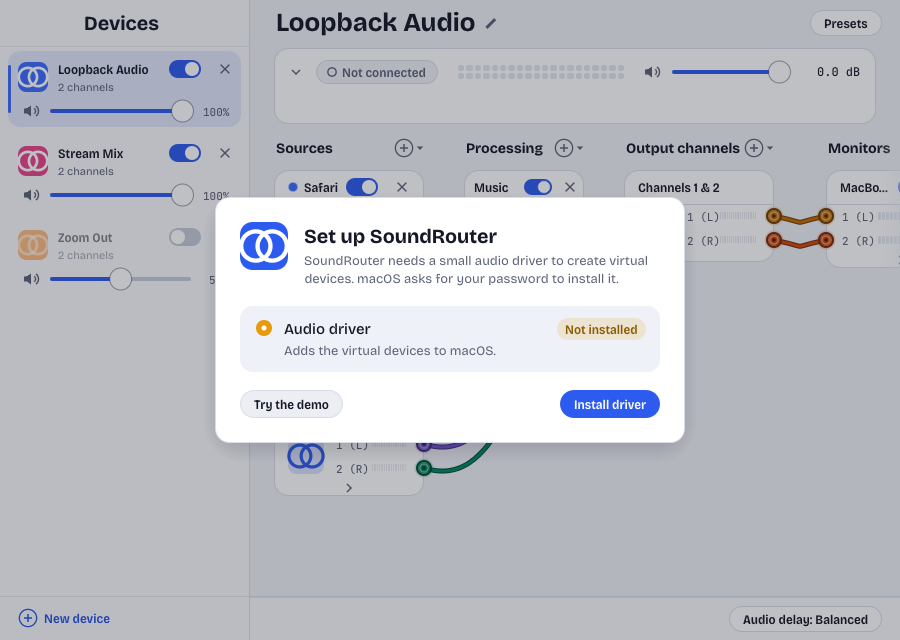 Devices
Loopback Audio
2 channels
100%
Stream Mix
2 channels
100%
Zoom Out
2 channels
New device
Loopback Audio
Presets
Not connected
0.0 dB
Sources
Processing
Output channels
Monitors
Safari
Music
Channels 1 & 2
MacBo...
1 (L)
2 (R)
1 (L)
2 (R)
Set up SoundRouter
SoundRouter needs a small audio driver to create virtual
devices. macOS asks for your password to install it.
Audio driver
Not installed
Adds the virtual devices to macOS.
Try the demo
Install driver
1 (L)
2 (R)
Audio delay: Balanced